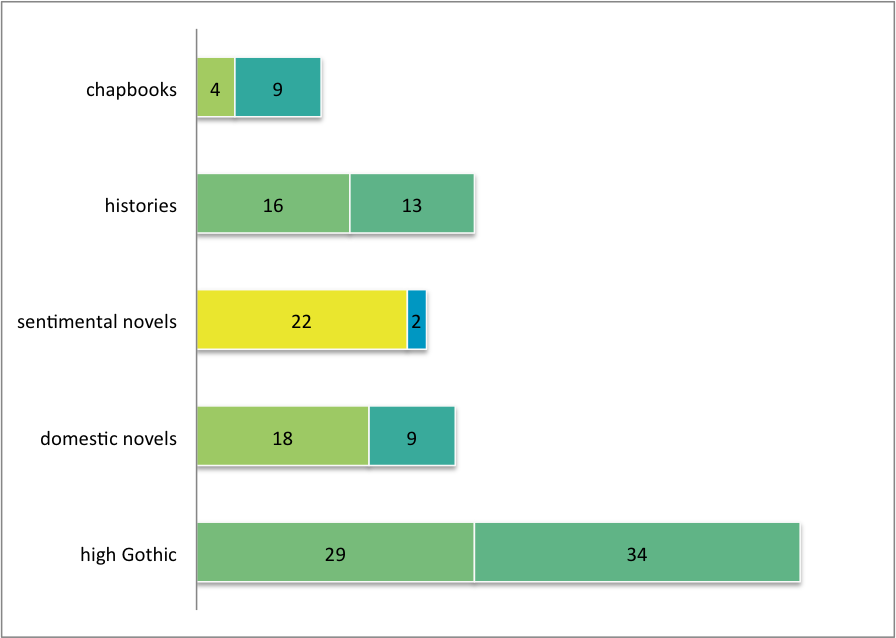 chapbooks 4 9
histories 16 13
sentimental novels 22 2
domestic novels 18 9
high Gothic 29 34